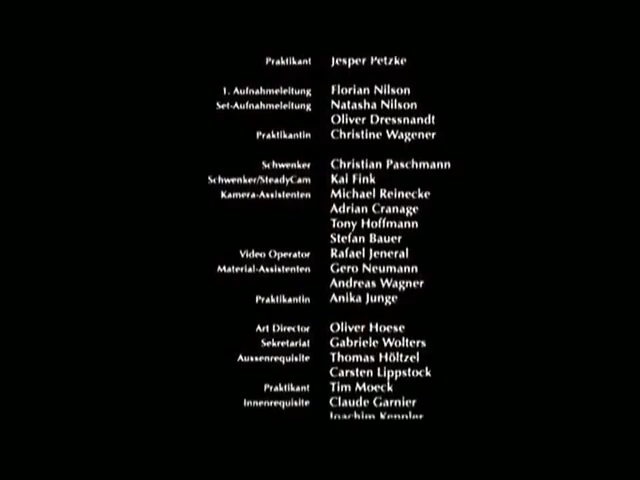 Praktikant Jesper Petzke
1. Aufnahmeleitung Florian Nilson
Set-Aufnahmeleitung Natasha Nilson
Oliver Dressnandt
Praktikantin Christine Wagener
Schwenker Christian Paschmann
Schwenker/SteadyCam Kai Fink
Kamera-Assistenten Michael Reinecke
Adrian Cranage
Tony Hoffmann
Stefan Bauer
Video Operator Rafael Jeneral
Material-Assistenten Gero Neumann
Andreas Wagner
Praktikantin Anika Junge
Art Director Oliver Hoese
Sekretariat Gabriele Wolters
Aussenrequisite Thomas Höltzel
Carsten Lippstock
Praktikant Tim Moeck
Innenrequisite Claude Garnier
Joachim Keppler